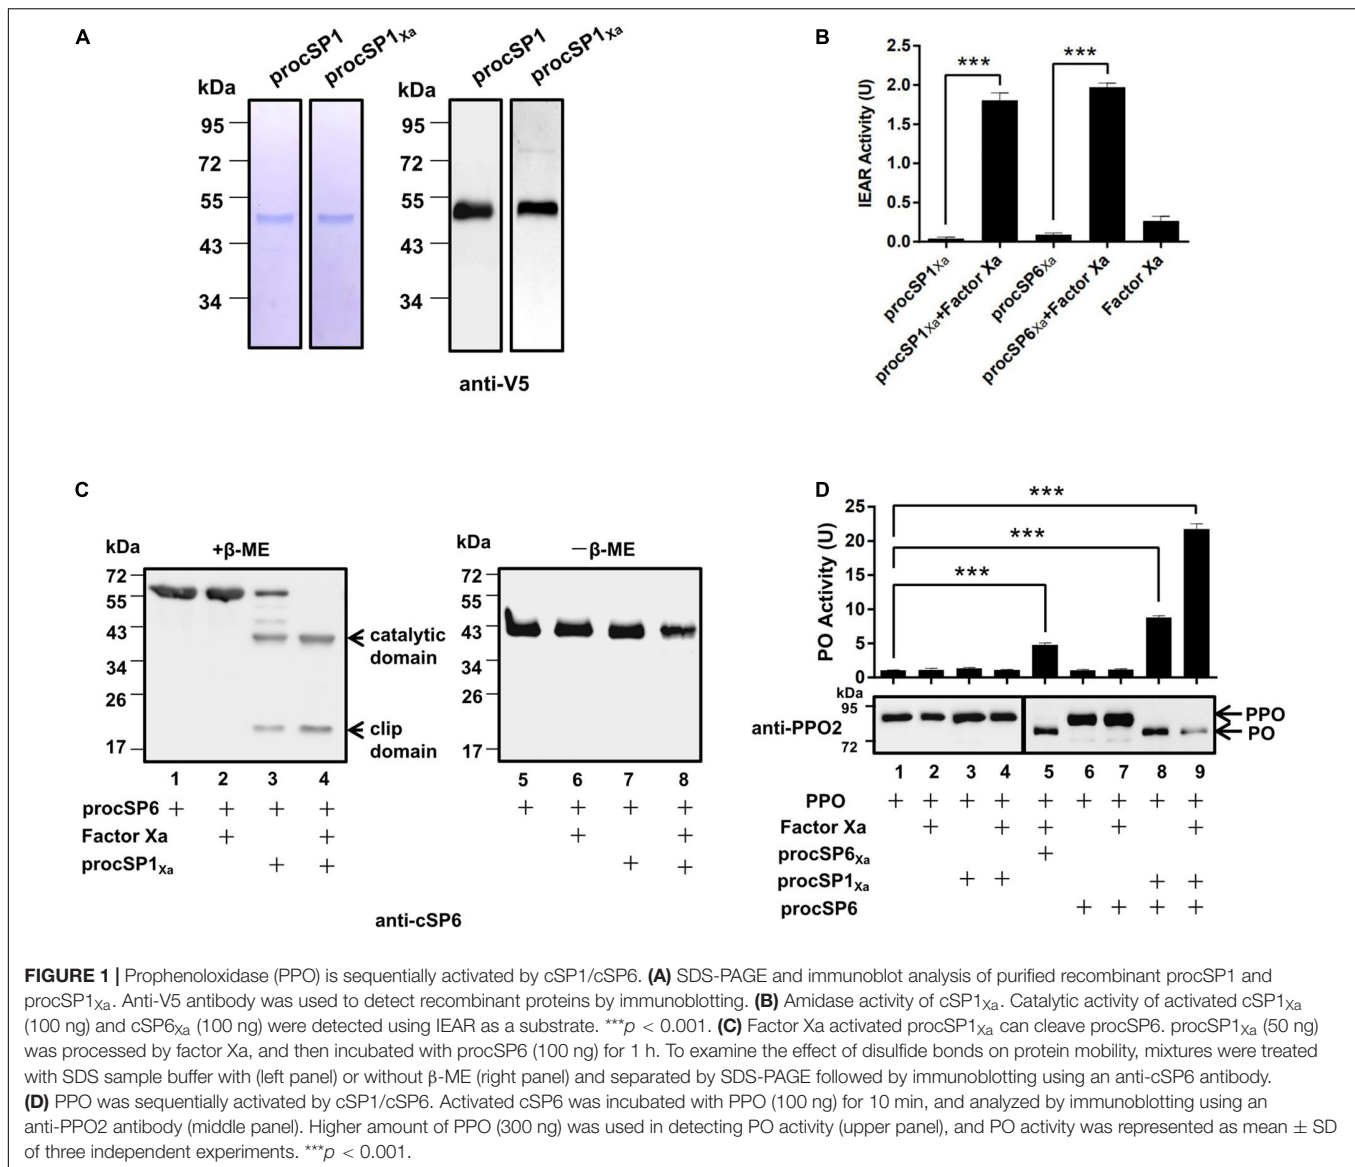 A
procSP1
procSP1Xa
procSP1
procSP1Xa
kDa
95
72
55
43
34
kDa
95
72
55
43
34
anti-V5
B
IEAR Activity (U)
2.5
2.0
1.5
1.0
0.5
0.0
***
***
procSP1Xa
procSP1Xa+Factor Xa
procSP6Xa
procSP6Xa+Factor Xa
Factor Xa
C
kDa
+β-ME
72
55
43
34
26
17
catalytic
domain
clip
domain
kDa
−β-ME
72
55
43
34
26
17
1 2 3 4 5 6 7 8
procSP6 + + + + + + + +
Factor Xa + + + +
procSP1Xa + + + +
anti-cSP6
D
PO Activity (U)
25
20
15
10
5
0
***
***
***
kDa
95
72
anti-PPO2
PPO
PO
1 2 3 4 5 6 7 8 9
PPO + + + + + + + + +
Factor Xa + + + + +
procSP6Xa +
procSP1Xa + + + +
procSP6 + + + +
FIGURE 1 | Prophenoloxidase (PPO) is sequentially activated by cSP1/cSP6. (A) SDS-PAGE and immunoblot analysis of purified recombinant procSP1 and
procSP1Xa. Anti-V5 antibody was used to detect recombinant proteins by immunoblotting. (B) Amidase activity of cSP1Xa. Catalytic activity of activated cSP1Xa
(100 ng) and cSP6Xa (100 ng) were detected using IEAR as a substrate. ***p < 0.001. (C) Factor Xa activated procSP1Xa can cleave procSP6. procSP1Xa (50 ng)
was processed by factor Xa, and then incubated with procSP6 (100 ng) for 1 h. To examine the effect of disulfide bonds on protein mobility, mixtures were treated
with SDS sample buffer with (left panel) or without β-ME (right panel) and separated by SDS-PAGE followed by immunoblotting using an anti-cSP6 antibody.
(D) PPO was sequentially activated by cSP1/cSP6. Activated cSP6 was incubated with PPO (100 ng) for 10 min, and analyzed by immunoblotting using an
anti-PPO2 antibody (middle panel). Higher amount of PPO (300 ng) was used in detecting PO activity (upper panel), and PO activity was represented as mean ± SD
of three independent experiments. ***p < 0.001.